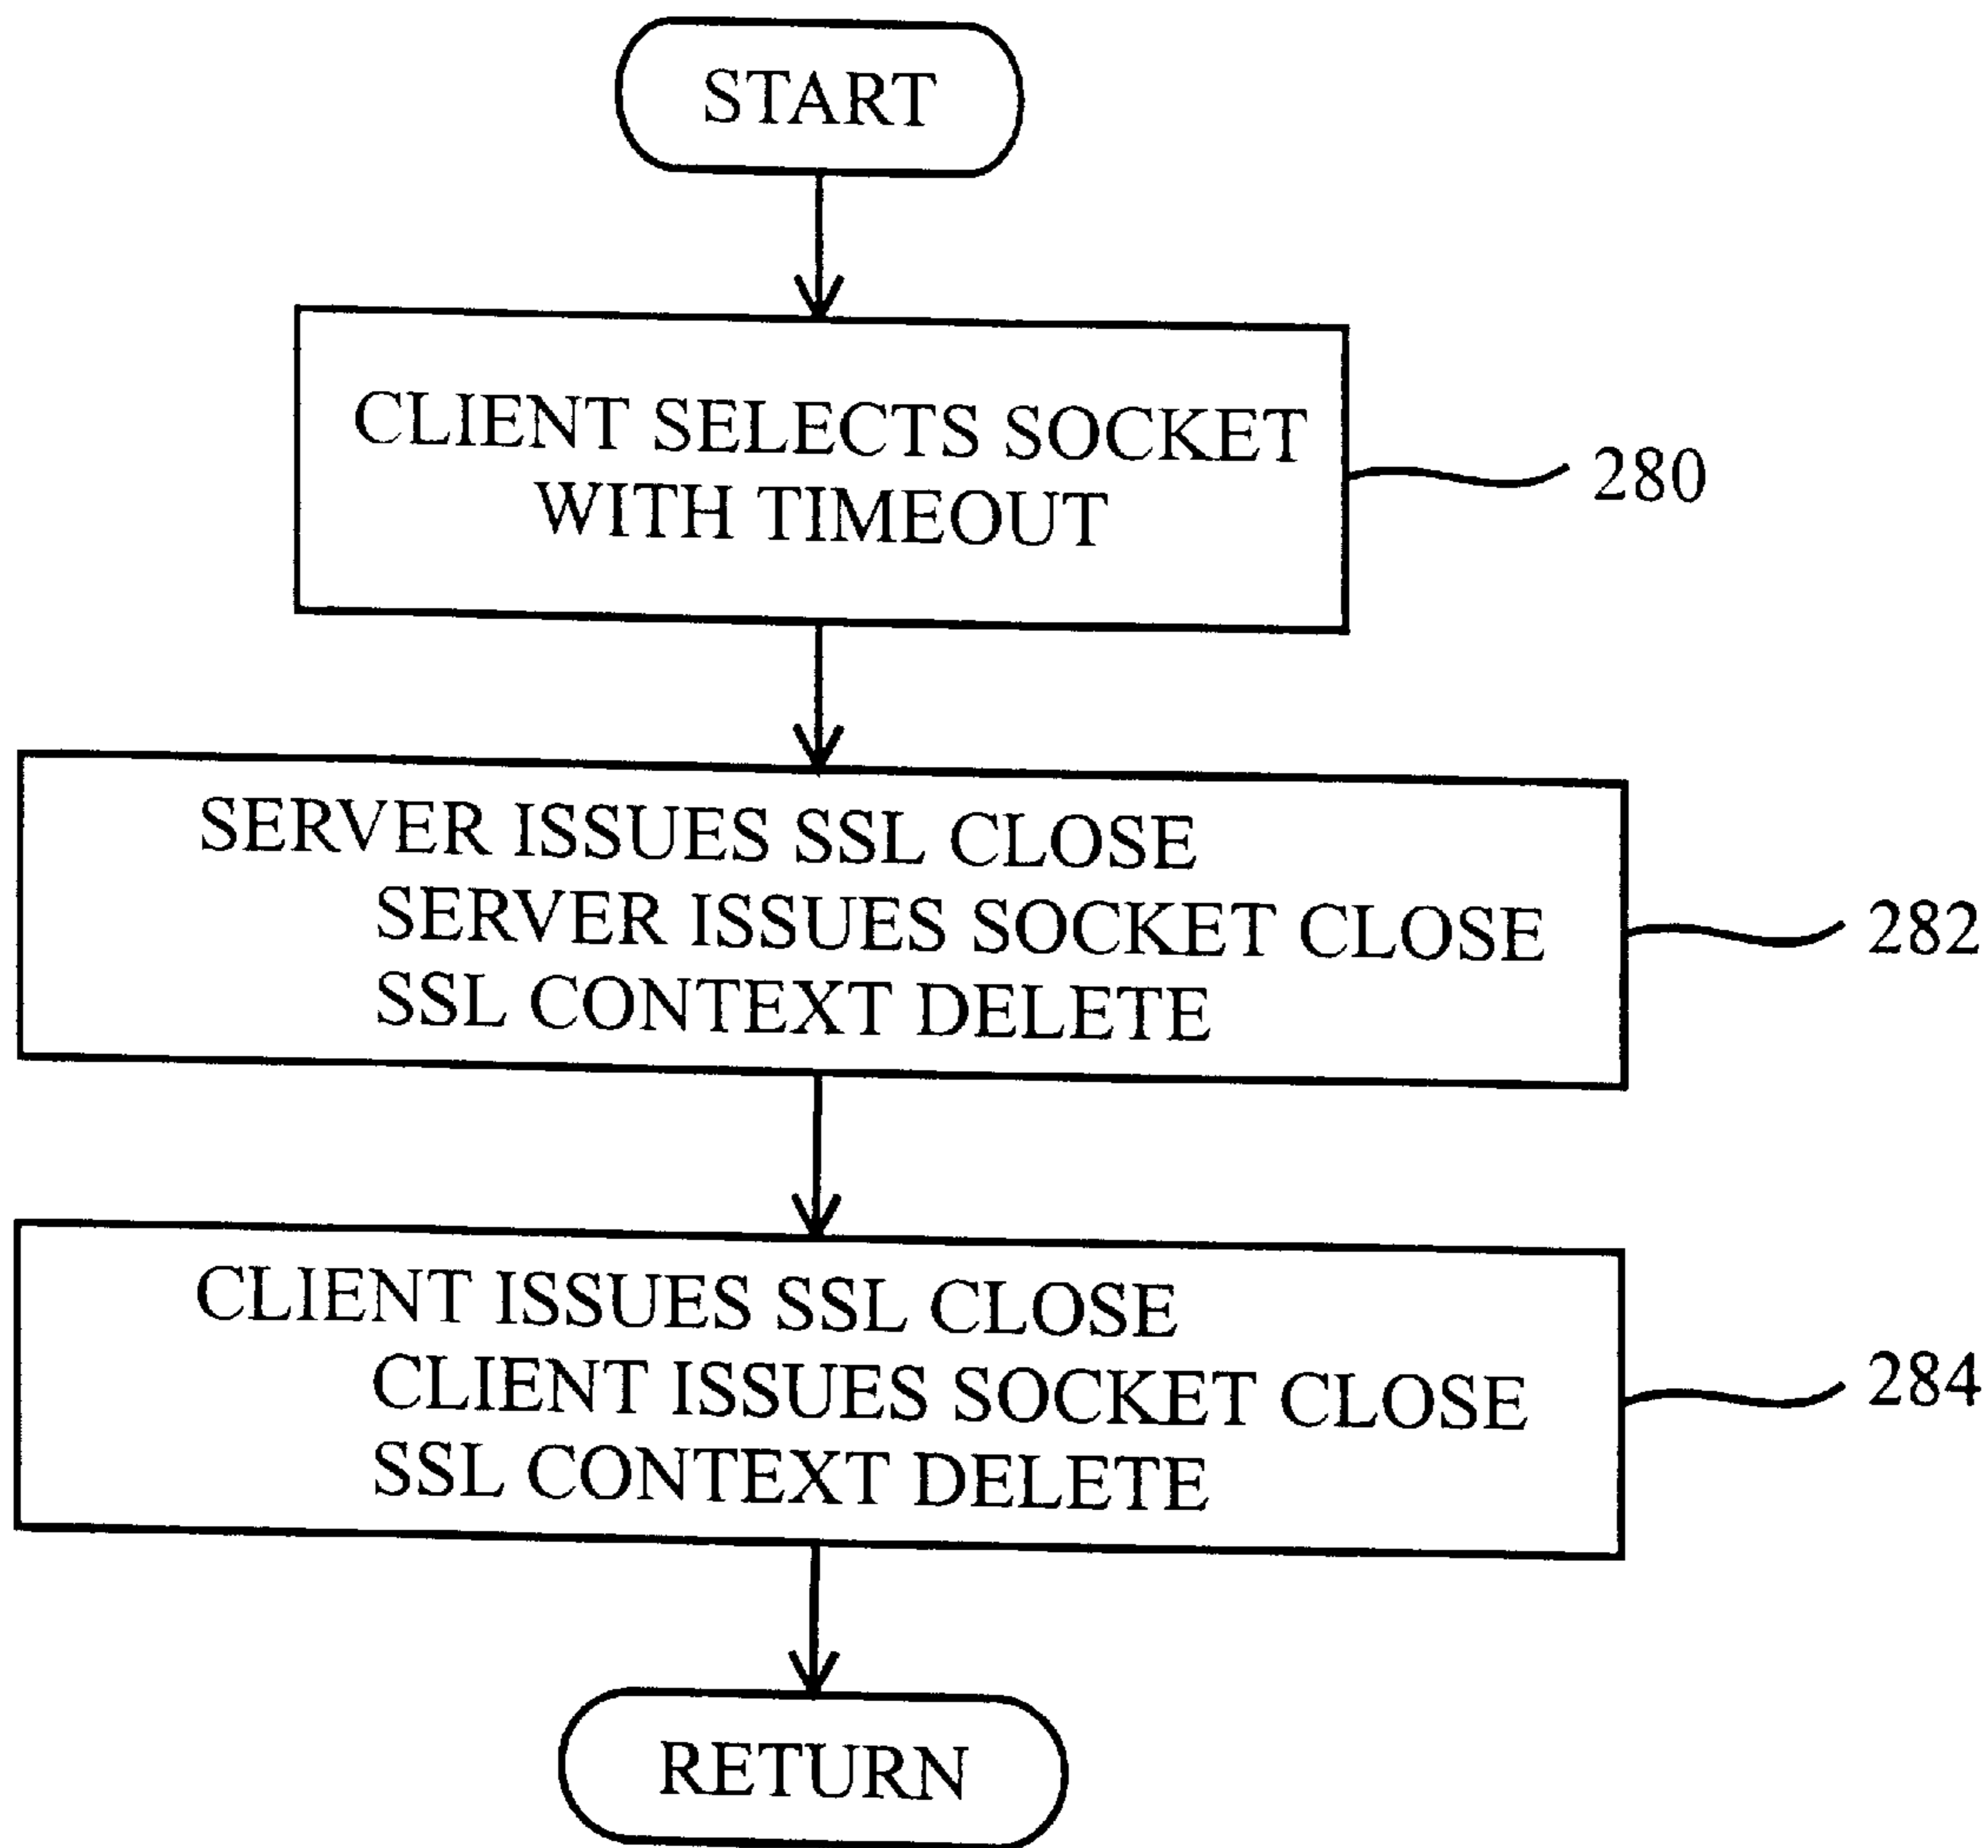 START
CLIENT SELECTS SOCKET
WITH TIMEOUT
280
SERVER ISSUES SSL CLOSE
SERVER ISSUES SOCKET CLOSE
SSL CONTEXT DELETE
282
CLIENT ISSUES SSL CLOSE
CLIENT ISSUES SOCKET CLOSE
SSL CONTEXT DELETE
284
RETURN